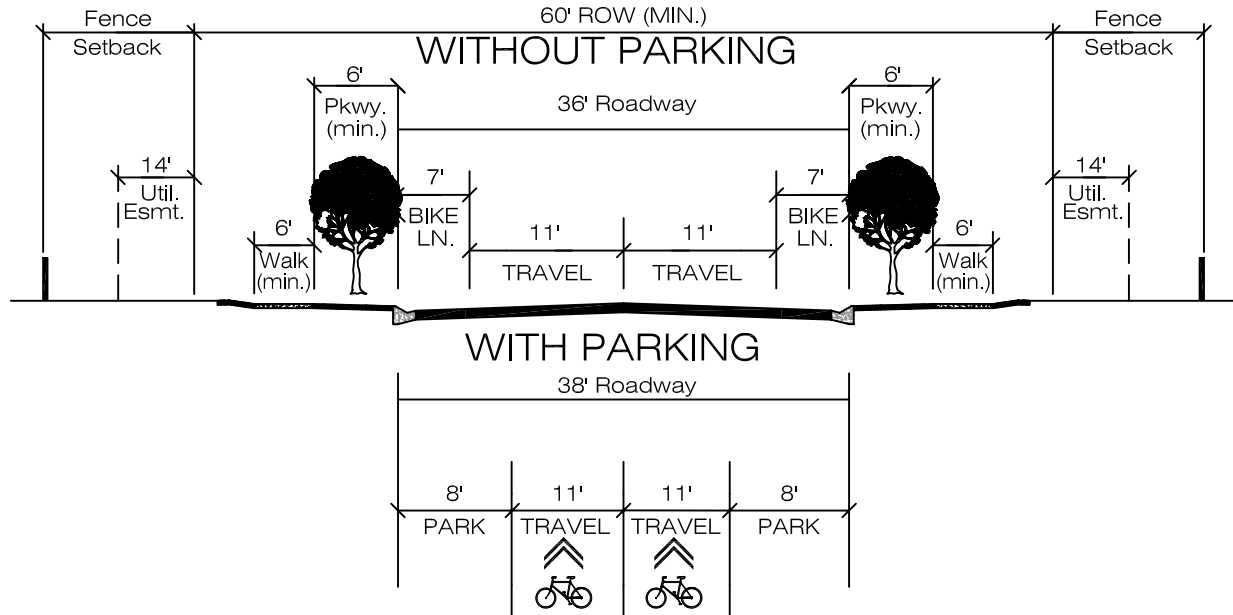 Fence
Setback
60' ROW (MIN.)
Fence
Setback
WITHOUT PARKING
6'
Pkwy.
(min.)
36' Roadway
6'
Pkwy.
(min.)
14'
Util.
Esmt.
7'
BIKE
LN.
7'
BIKE
LN.
14'
Util.
Esmt.
6'
Walk
(min.)
11'
TRAVEL
11'
TRAVEL
6'
Walk
(min.)
WITH PARKING
38' Roadway
8'
PARK
11'
TRAVEL
11'
TRAVEL
8'
PARK